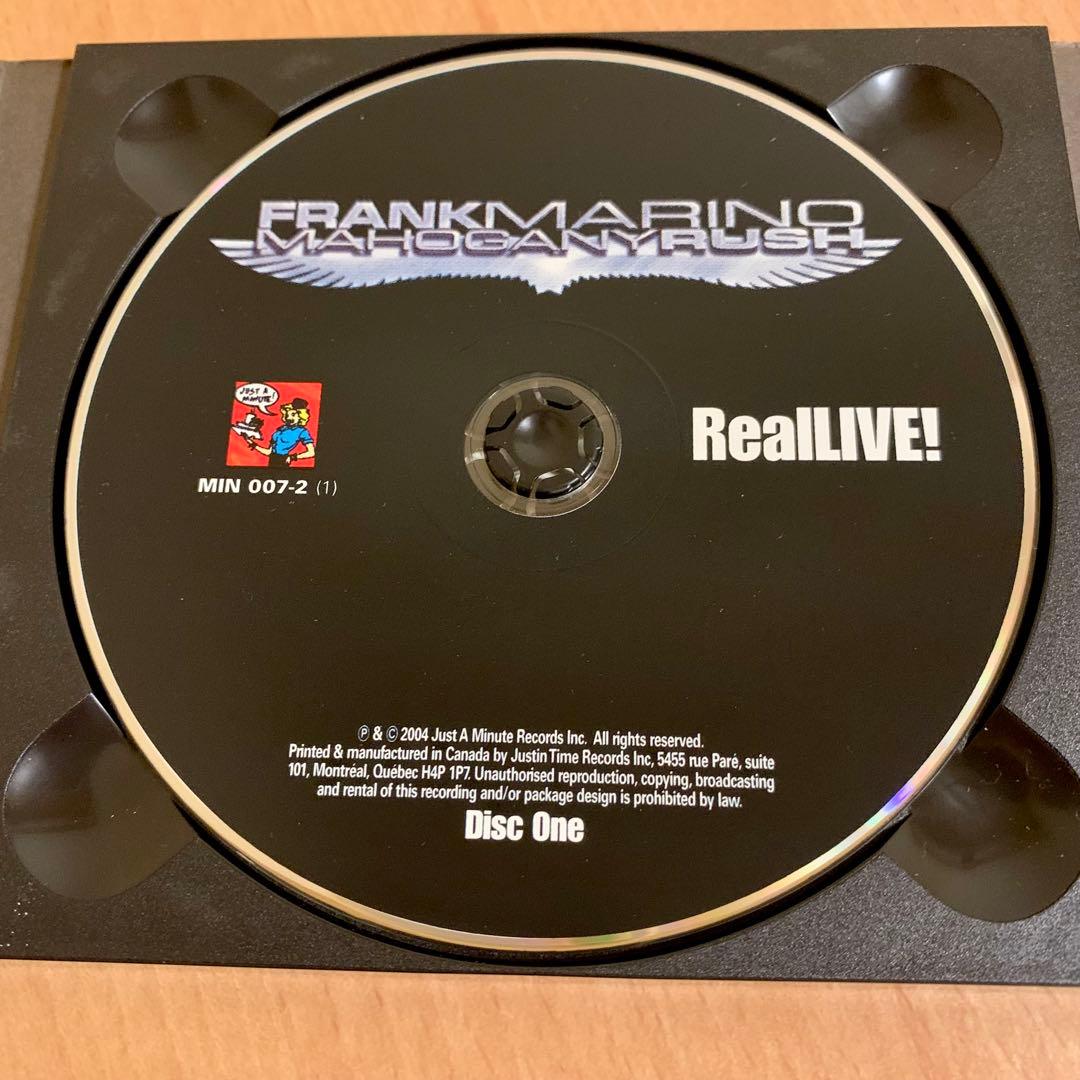 FRANKMARINO
MAHOGANYRUSH
JUST A
MINUTE!
RealLIVE!
MIN 007-2 (1)
℗ & © 2004 Just A Minute Records Inc. All rights reserved.
Printed & manufactured in Canada by Justin Time Records Inc, 5455 rue Paré, suite
101, Montréal, Québec H4P 1P7. Unauthorised reproduction, copying, broadcasting
and rental of this recording and/or package design is prohibited by law.
Disc One